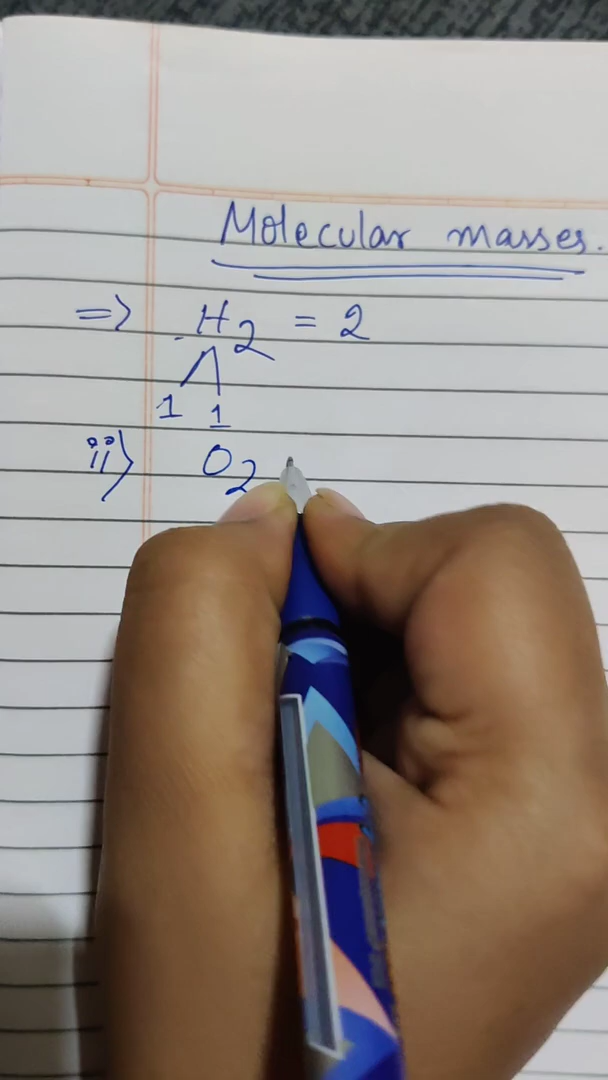 Molecular masses.
=> H2 = 2
1 1
ii) O2